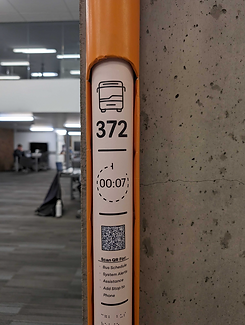 372
00:07
Scan QR For:
Bus Schedule
System Alerts
Assistance
Add Stop to
Phone